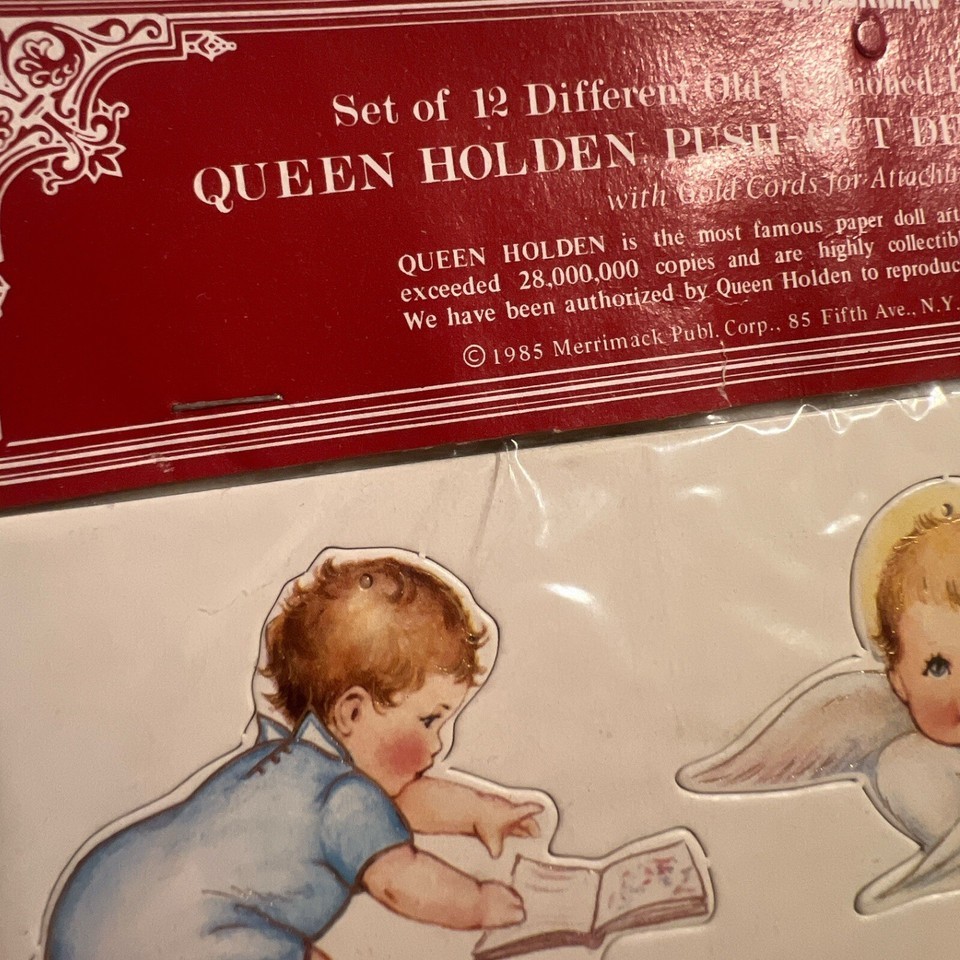 Set of 12 Different Old
QUEEN HOLDEN PUSH-OUT
with Gold Cords for
QUEEN HOLDEN is the most famous paper doll
exceeded 28,000,000 copies and are highly
We have been authorized by Queen Holden to
© 1985 Merrimack Publ. Corp., 85 Fifth Ave., N.Y.